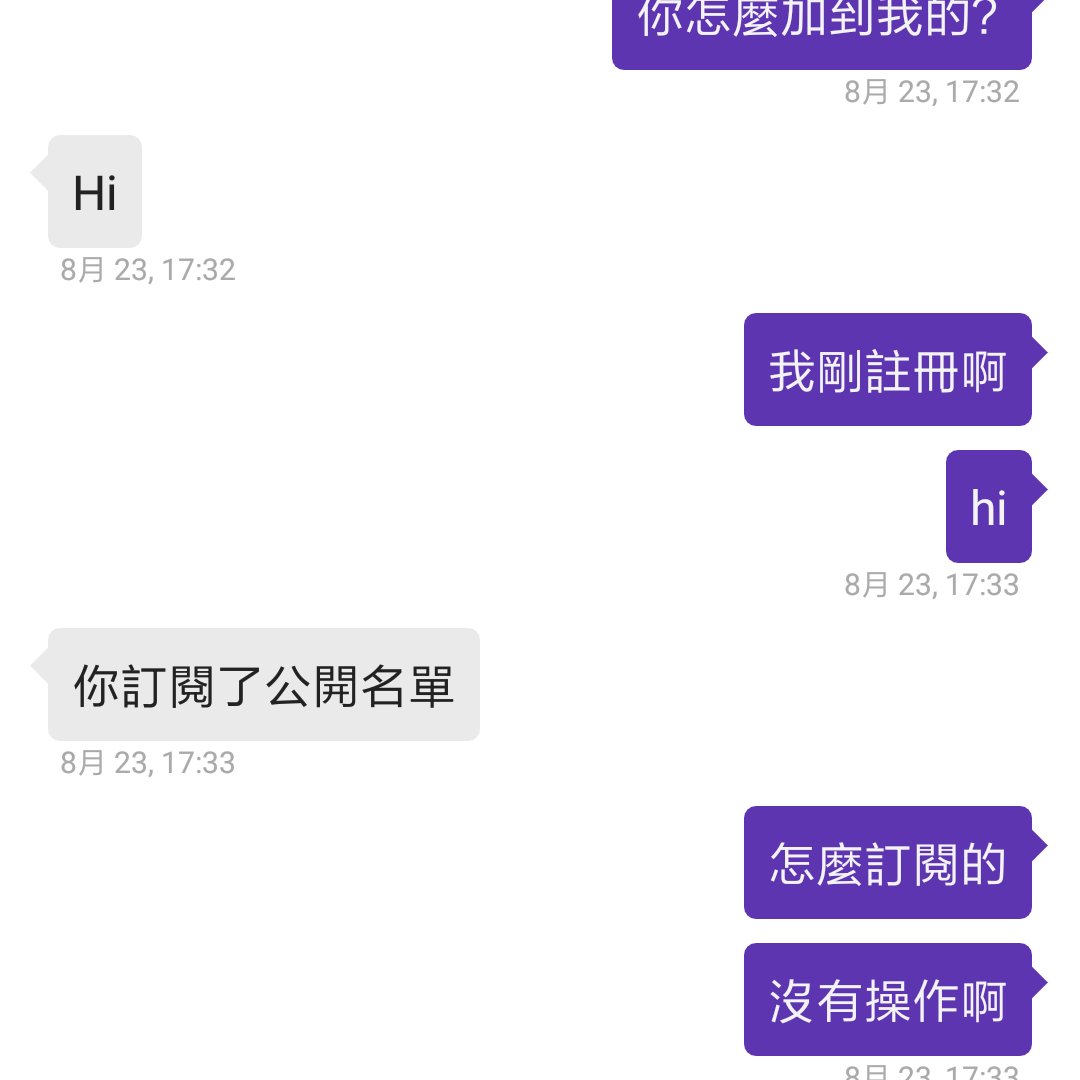 你怎麼加到我的?
8月 23, 17:32
Hi
8月 23, 17:32
我剛註冊啊
hi
8月 23, 17:33
你訂閱了公開名單
8月 23, 17:33
怎麼訂閱的
沒有操作啊
8月 23, 17:33